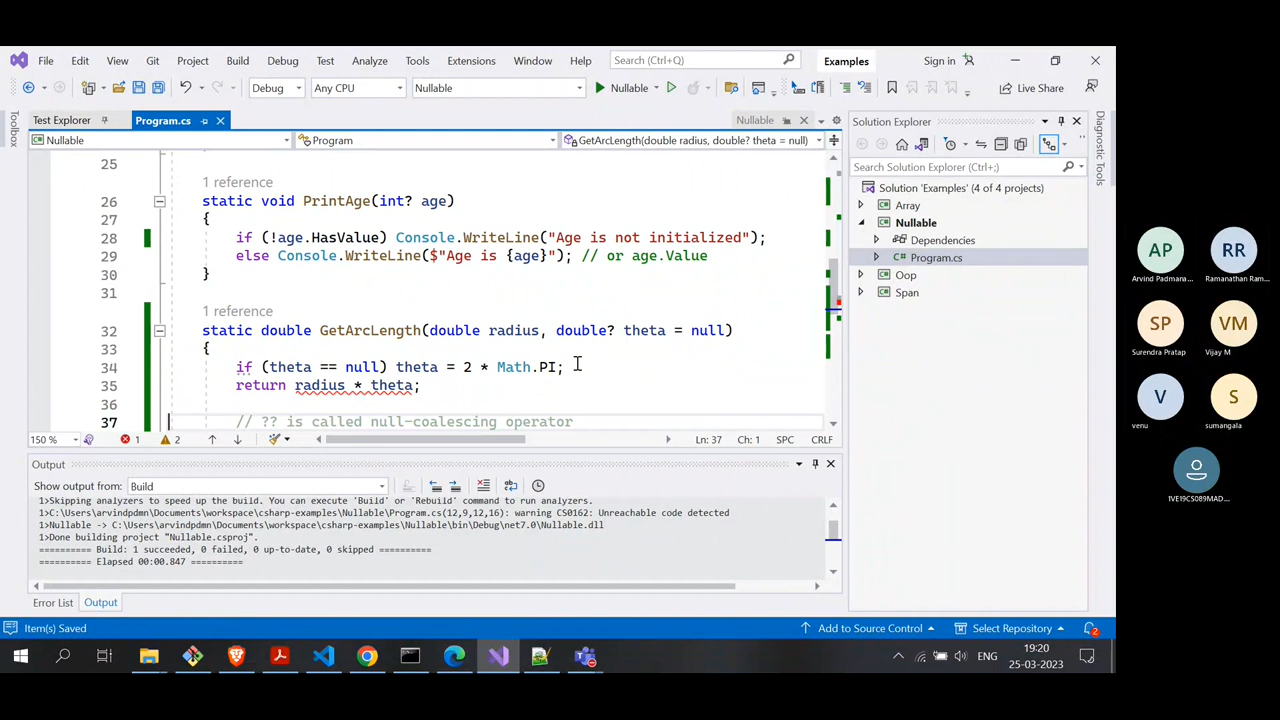 File Edit View Git Project Build Debug Test Analyze Tools Extensions Window Help Search (Ctrl+Q) Examples Sign in
Debug Any CPU Nullable Nullable Live Share
Test Explorer Program.cs Nullable
Nullable Program GetArcLength(double radius, double? theta = null)
25
1 reference
26 static void PrintAge(int? age)
27 {
28 if (!age.HasValue) Console.WriteLine("Age is not initialized");
29 else Console.WriteLine($"Age is {age}"); // or age.Value
30 }
31
1 reference
32 static double GetArcLength(double radius, double? theta = null)
33 {
34 if (theta == null) theta = 2 * Math.PI;
35 return radius * theta;
36
37 // ?? is called null-coalescing operator
150 % 1 2 Ln: 37 Ch: 1 SPC CRLF
Output
Show output from: Build
1>Skipping analyzers to speed up the build. You can execute 'Build' or 'Rebuild' command to run analyzers.
1>C:\Users\arvindpdmn\Documents\workspace\csharp-examples\Nullable\Program.cs(12,9,12,16): warning CS0162: Unreachable code detected
1>Nullable -> C:\Users\arvindpdmn\Documents\workspace\csharp-examples\Nullable\bin\Debug\net7.0\Nullable.dll
1>Done building project "Nullable.csproj".
========== Build: 1 succeeded, 0 failed, 0 up-to-date, 0 skipped ==========
========== Elapsed 00:00.847 ==========
Error List Output
Toolbox
Solution Explorer
Search Solution Explorer (Ctrl+;)
Solution 'Examples' (4 of 4 projects)
Array
Nullable
Dependencies
C# Program.cs
Oop
Span
Diagnostic Tools
Item(s) Saved Add to Source Control Select Repository 2
ENG 19:20
25-03-2023
AP RR
Arvind Padmana... Ramanathan Ram...
SP VM
Surendra Pratap Vijay M
V S
venu sumangala
1VE19CS089MAD...